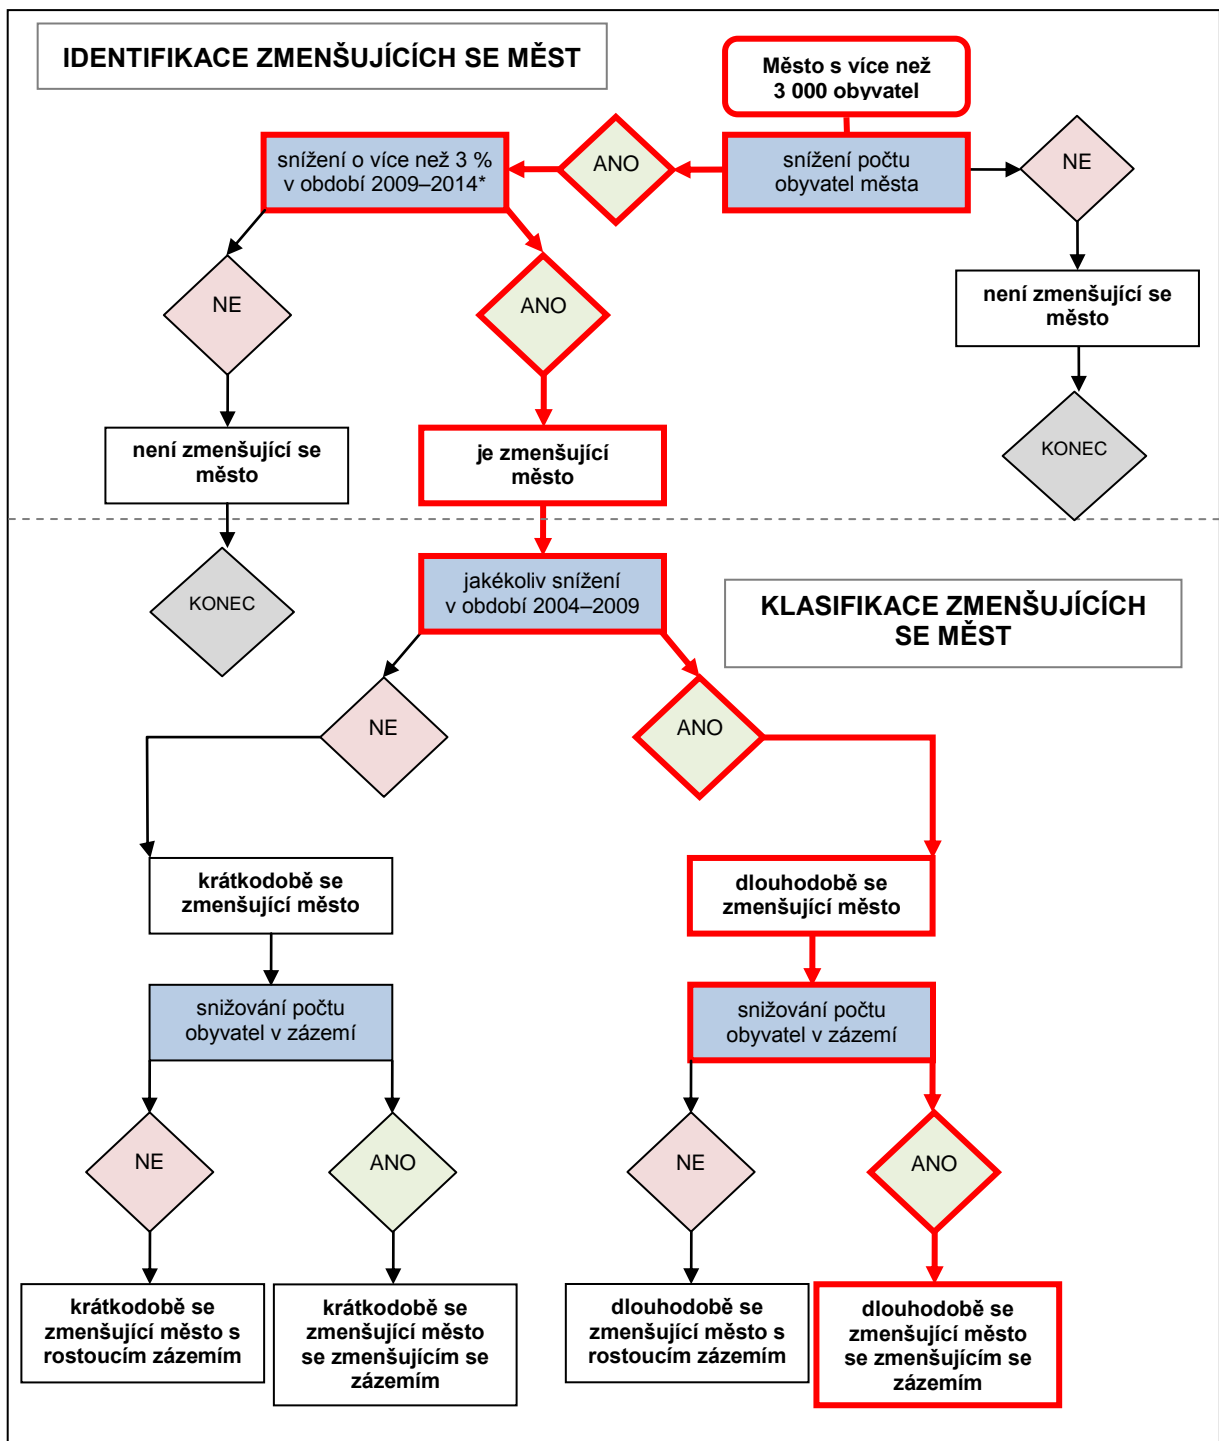 IDENTIFIKACE ZMENŠUJÍCÍCH SE MĚST
Město s více než
3 000 obyvatel
snížení o více než 3 %
v období 2009–2014*
ANO
snížení počtu
obyvatel města
NE
NE
ANO
není zmenšující se
město
není zmenšující se
město
je zmenšující
město
KONEC
KONEC
jakékoliv snížení
v období 2004–2009
KLASIFIKACE ZMENŠUJÍCÍCH
SE MĚST
NE
ANO
krátkodobě se
zmenšující město
dlouhodobě se
zmenšující město
snižování počtu
obyvatel v zázemí
snižování počtu
obyvatel v zázemí
NE
ANO
NE
ANO
krátkodobě se
zmenšující město s
rostoucím zázemím
krátkodobě se
zmenšující město
se zmenšujícím se
zázemím
dlouhodobě se
zmenšující město s
rostoucím zázemím
dlouhodobě se
zmenšující město
se zmenšujícím se
zázemím